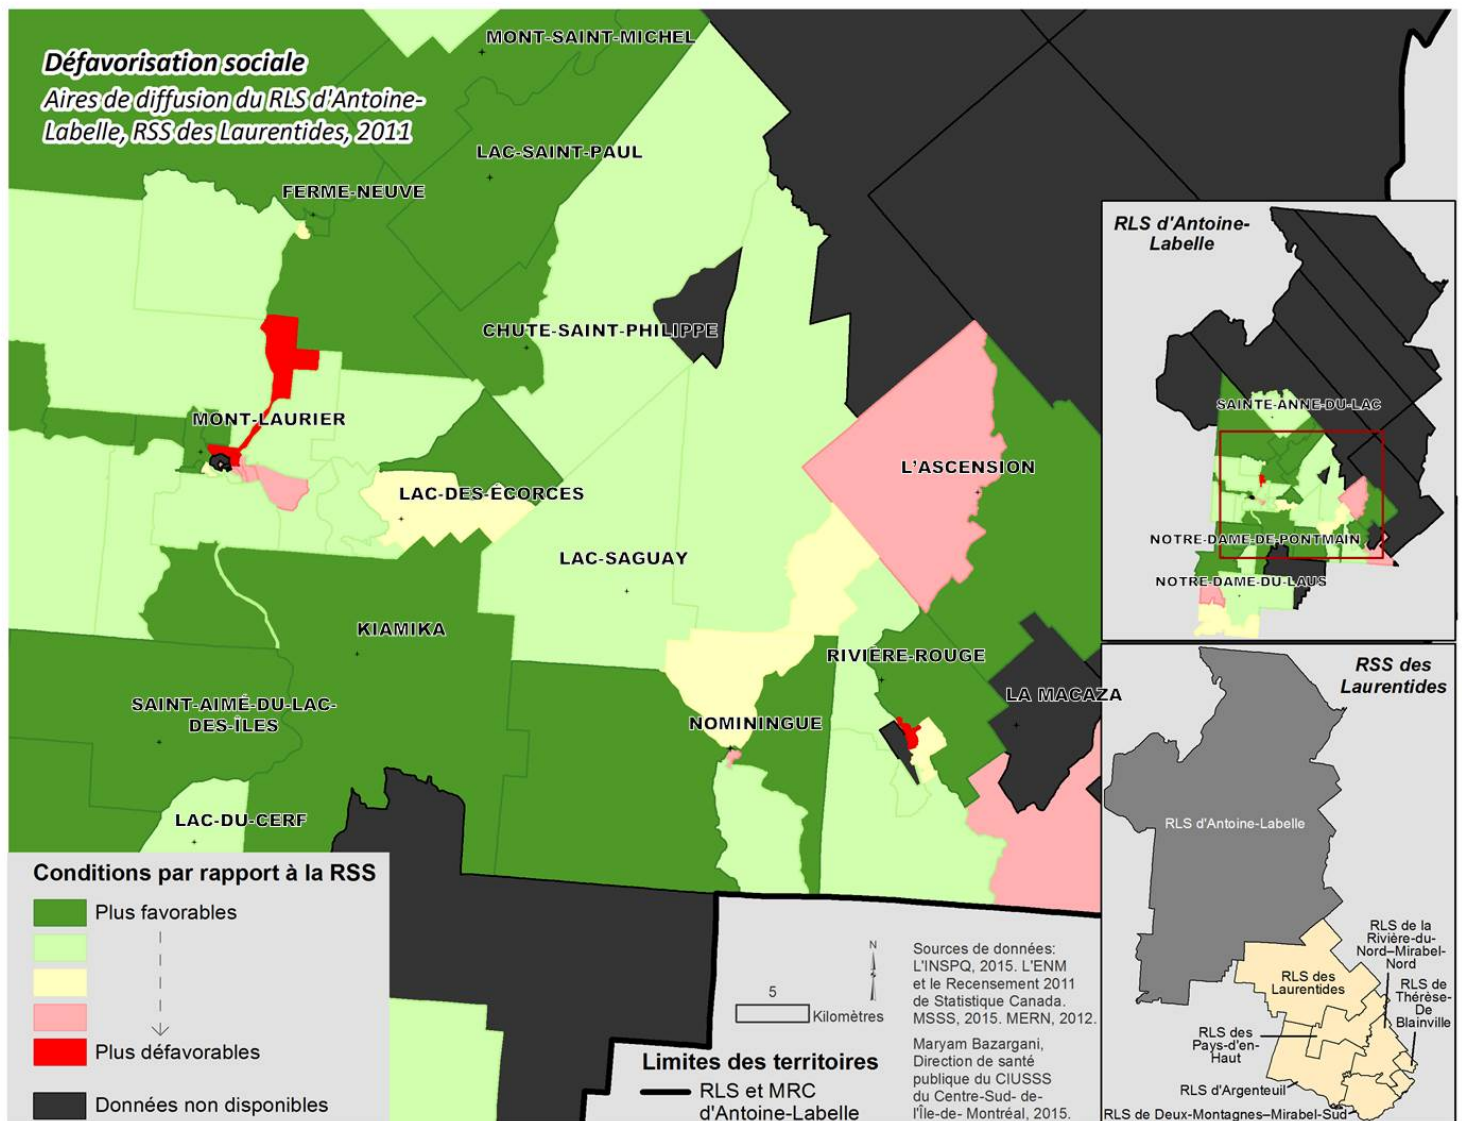 Défavorisation sociale
Aires de diffusion du RLS d'Antoine-
Labelle, RSS des Laurentides, 2011
MONT-SAINT-MICHEL
LAC-SAINT-PAUL
FERME-NEUVE
CHUTE-SAINT-PHILIPPE
MONT-LAURIER
L'ASCENSION
LAC-DES-ÉCORCES
LAC-SAGUAY
KIAMIKA
RIVIÈRE-ROUGE
LA MACAZA
SAINT-AIMÉ-DU-LAC-
DES-ÎLES
NOMININGUE
LAC-DU-CERF
RLS d'Antoine-
Labelle
SAINTE-ANNE-DU-LAC
NOTRE-DAME-DE-PONTMAIN
NOTRE-DAME-DU-LAUS
RSS des
Laurentides
RLS d'Antoine-Labelle
RLS de la
Rivière-du-
Nord–Mirabel-
Nord
RLS des
Laurentides
RLS de
Thérèse-
De
Blainville
RLS des
Pays-d'en-
Haut
RLS d'Argenteuil
RLS de Deux-Montagnes–Mirabel-Sud
Conditions par rapport à la RSS
Plus favorables
Plus défavorables
Données non disponibles
N
5
Kilomètres
Limites des territoires
RLS et MRC
d'Antoine-Labelle
Sources de données:
L'INSPQ, 2015. L'ENM
et le Recensement 2011
de Statistique Canada.
MSSS, 2015. MERN, 2012.
Maryam Bazargani,
Direction de santé
publique du CIUSSS
du Centre-Sud- de-
l'Île-de- Montréal, 2015.